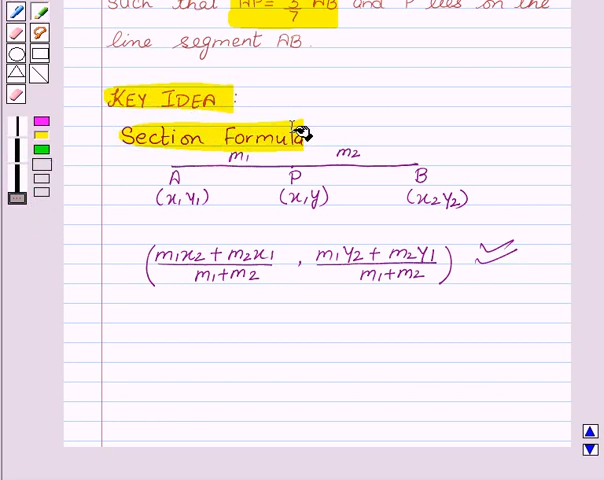 such that AP = 3/7 AB and P lies on the
line segment AB.
KEY IDEA :
Section Formula
m₁ m₂
A P B
(x₁ y₁) (x, y) (x₂ y₂)
( (m₁x₂ + m₂x₁)/(m₁+m₂) , (m₁y₂ + m₂y₁)/(m₁+m₂) )